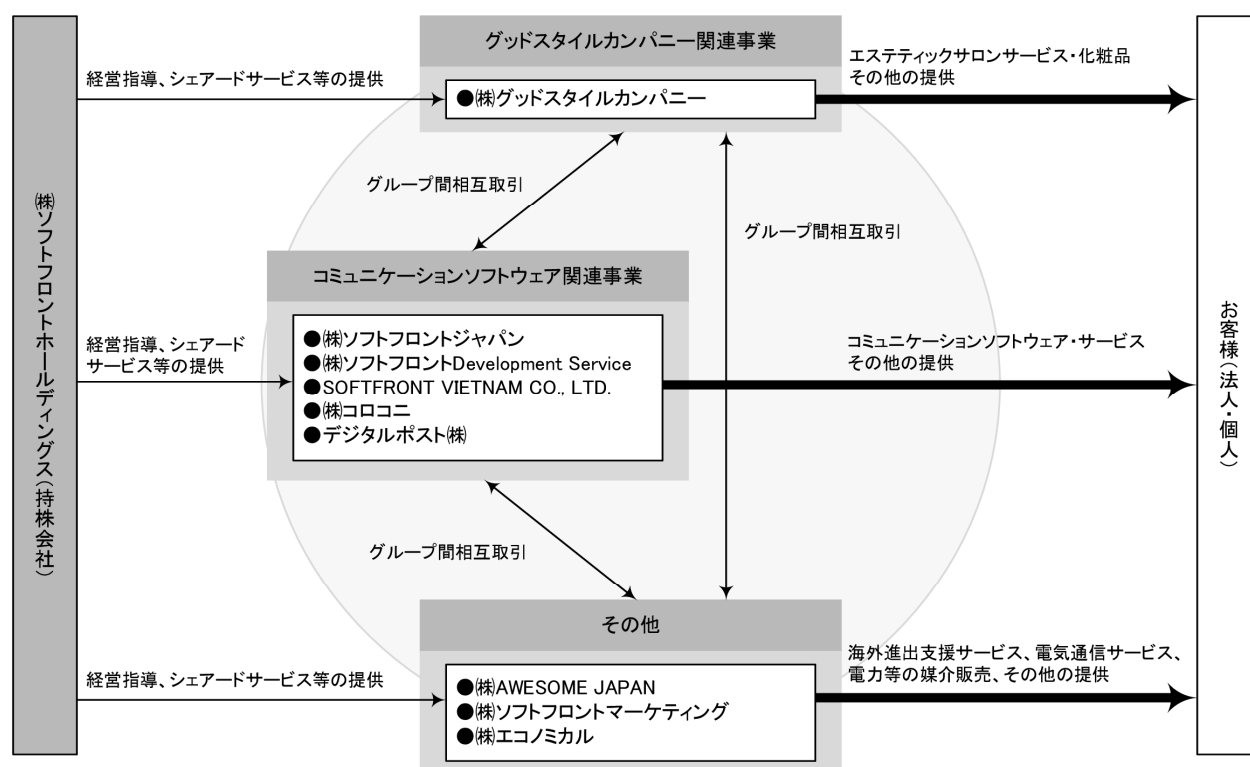 ㈱ソフトフロントホールディングス(持株会社)
グッドスタイルカンパニー関連事業
経営指導、シェアードサービス等の提供
●㈱グッドスタイルカンパニー
エステティックサロンサービス・化粧品
その他の提供
グループ間相互取引
グループ間相互取引
コミュニケーションソフトウェア関連事業
経営指導、シェアード
サービス等の提供
●㈱ソフトフロントジャパン
●㈱ソフトフロントDevelopment Service
●SOFTFRONT VIETNAM CO., LTD.
●㈱コロコニ
●デジタルポスト㈱
コミュニケーションソフトウェア・サービス
その他の提供
グループ間相互取引
その他
経営指導、シェアードサービス等の提供
●㈱AWESOME JAPAN
●㈱ソフトフロントマーケティング
●㈱エコノミカル
海外進出支援サービス、電気通信サービス、
電力等の媒介販売、その他の提供
お客様(法人・個人)